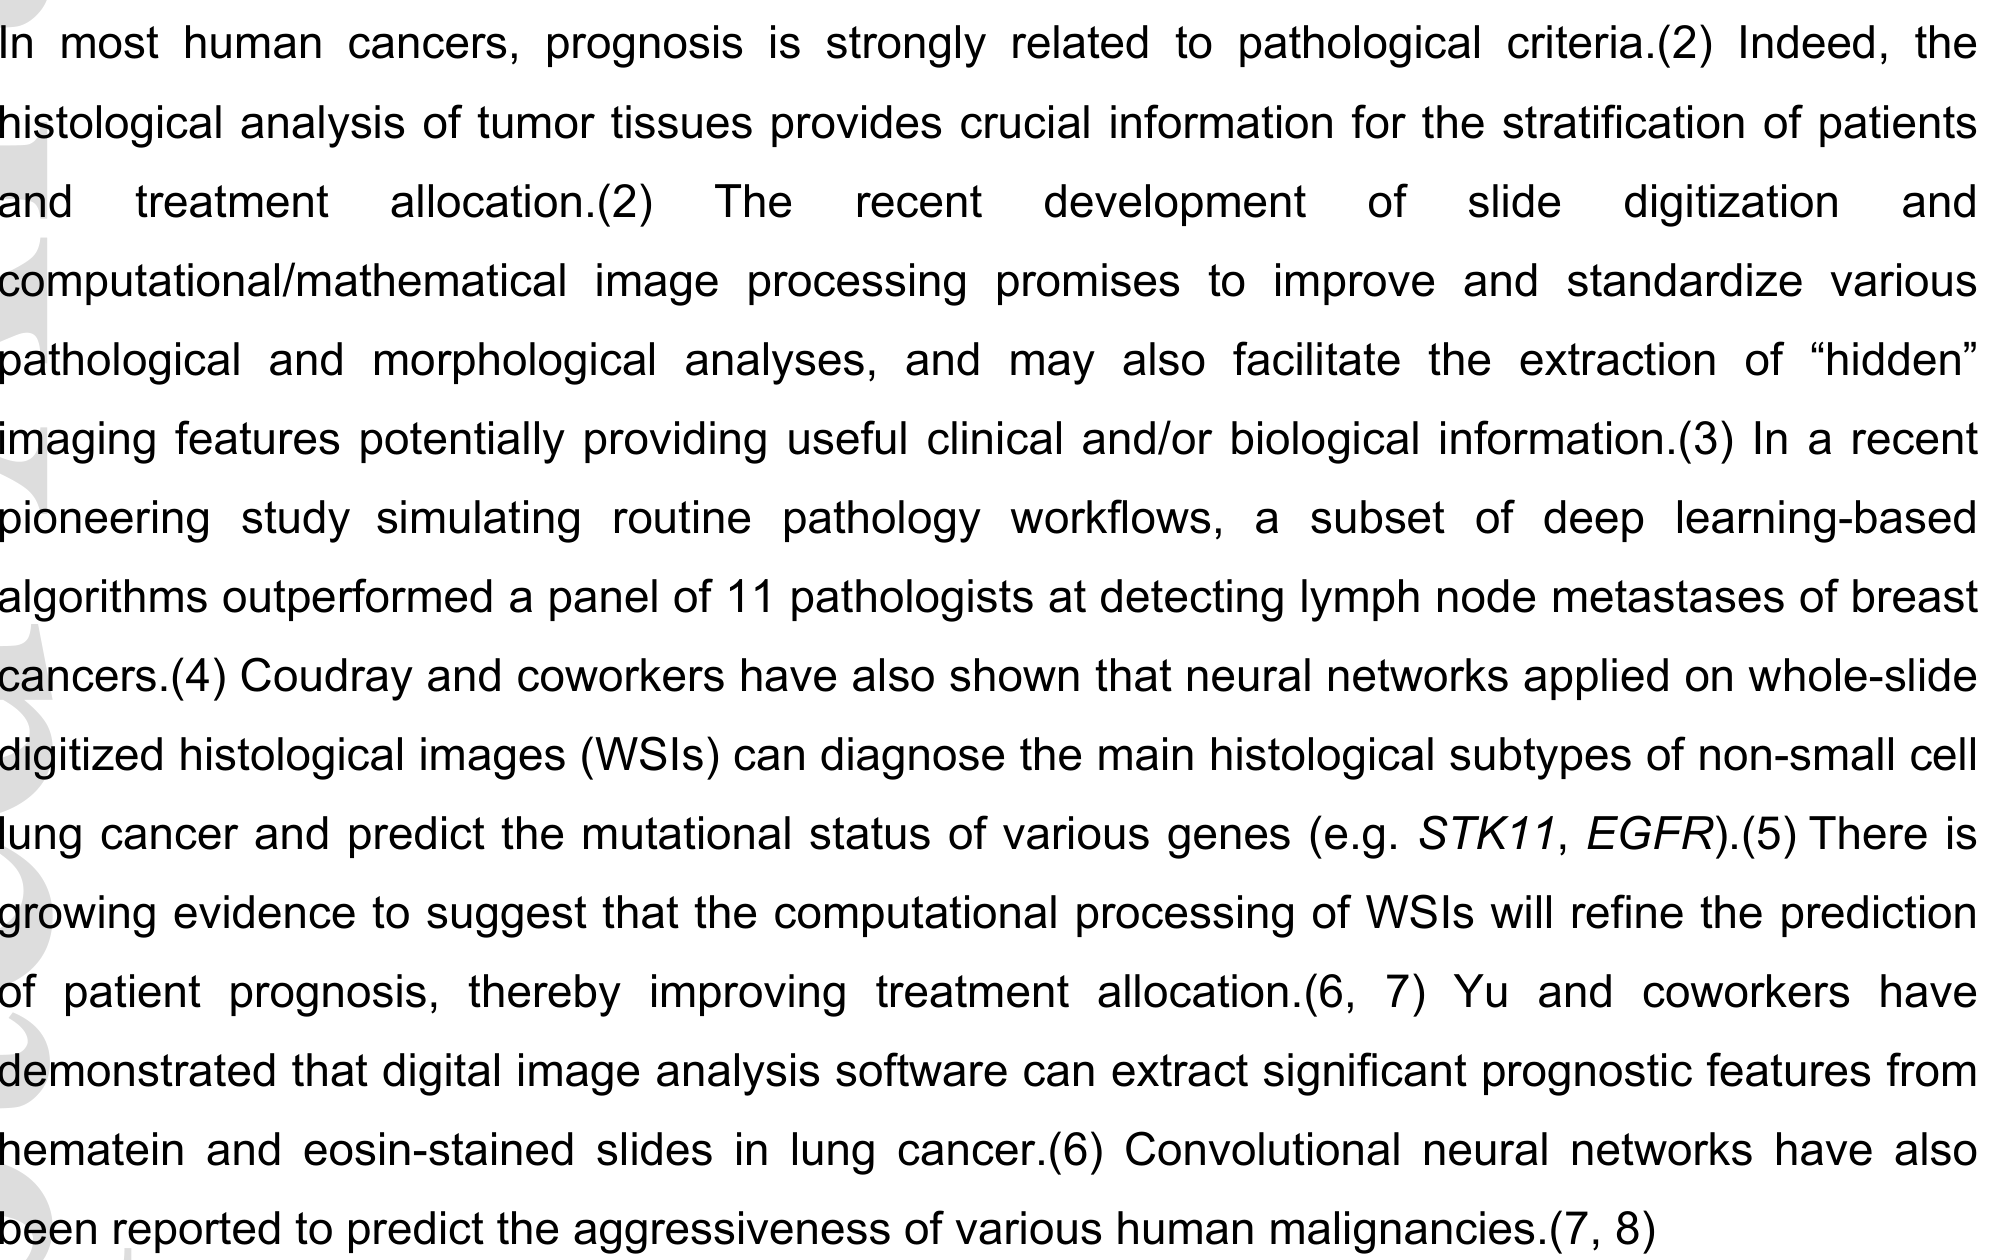 In most human cancers, prognosis is strongly related to pathological criteria.(2) Indeed, the
histological analysis of tumor tissues provides crucial information for the stratification of patients
and treatment allocation.(2) The recent development of slide digitization and
computational/mathematical image processing promises to improve and standardize various
pathological and morphological analyses, and may also facilitate the extraction of “hidden”
imaging features potentially providing useful clinical and/or biological information.(3) In a recent
pioneering study simulating routine pathology workflows, a subset of deep learning-based
algorithms outperformed a panel of 11 pathologists at detecting lymph node metastases of breast
cancers.(4) Coudray and coworkers have also shown that neural networks applied on whole-slide
digitized histological images (WSIs) can diagnose the main histological subtypes of non-small cell
lung cancer and predict the mutational status of various genes (e.g. STK11, EGFR).(5) There is
growing evidence to suggest that the computational processing of WSIs will refine the prediction
of patient prognosis, thereby improving treatment allocation.(6, 7) Yu and coworkers have
demonstrated that digital image analysis software can extract significant prognostic features from
hematein and eosin-stained slides in lung cancer.(6) Convolutional neural networks have also
been reported to predict the aggressiveness of various human malignancies.(7, 8)